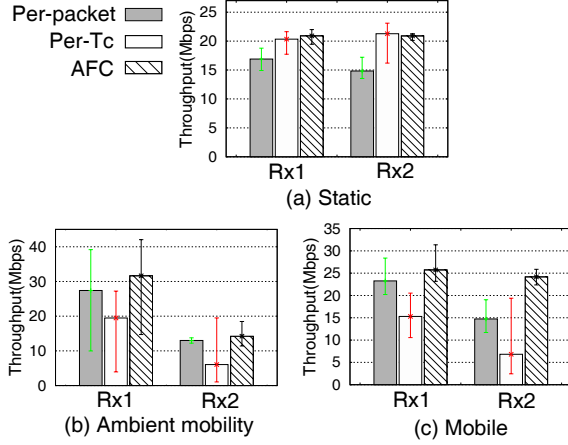 Per-packet
Per-Tc
AFC
Throughput(Mbps)
25
20
15
10
5
0
Rx1 Rx2
(a) Static
Throughput(Mbps)
40
30
20
10
0
Rx1 Rx2
(b) Ambient mobility
Throughput(Mbps)
35
30
25
20
15
10
5
0
Rx1 Rx2
(c) Mobile